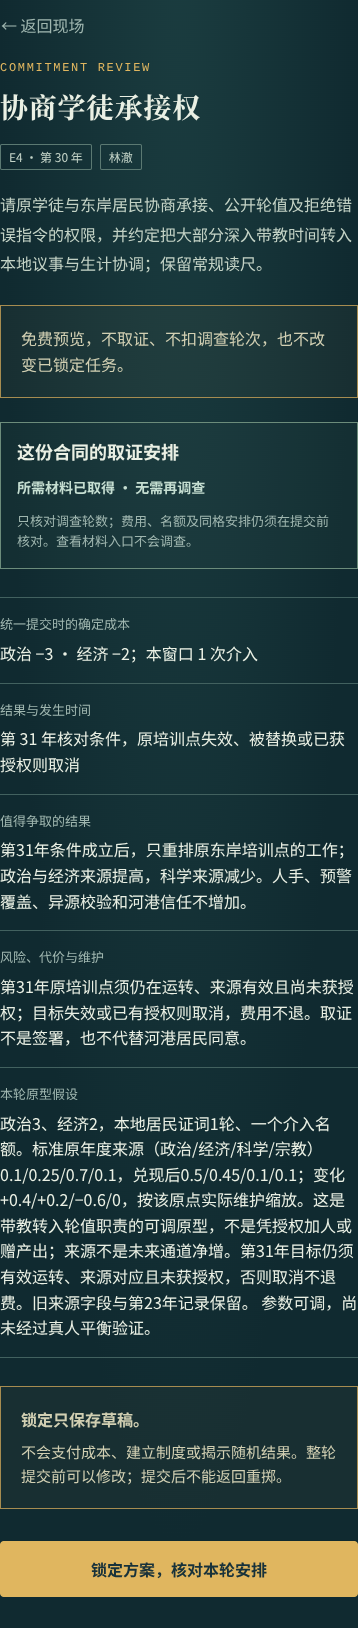 ← 返回现场
COMMITMENT REVIEW
协商学徒承接权
E4 · 第 30 年
林澈
请原学徒与东岸居民协商承接、公开轮值及拒绝错
误指令的权限，并约定把大部分深入带教时间转入
本地议事与生计协调；保留常规读尺。
免费预览，不取证、不扣调查轮次，也不改
变已锁定任务。
这份合同的取证安排
所需材料已取得 · 无需再调查
只核对调查轮数；费用、名额及同格安排仍须在提交前
核对。查看材料入口不会调查。
统一提交时的确定成本
政治 −3 · 经济 −2；本窗口 1 次介入
结果与发生时间
第 31 年核对条件，原培训点失效、被替换或已获
授权则取消
值得争取的结果
第31年条件成立后，只重排原东岸培训点的工作；
政治与经济来源提高，科学来源减少。人手、预警
覆盖、异源校验和河港信任不增加。
风险、代价与维护
第31年原培训点须仍在运转、来源有效且尚未获授
权；目标失效或已有授权则取消，费用不退。取证
不是签署，也不代替河港居民同意。
本轮原型假设
政治3、经济2，本地居民证词1轮、一个介入名
额。标准原年度来源（政治/经济/科学/宗教）
0.1/0.25/0.7/0.1，兑现后0.5/0.45/0.1/0.1；变化
+0.4/+0.2/−0.6/0，按该原点实际维护缩放。这是
带教转入轮值职责的可调原型，不是凭授权加人或
赠产出；来源不是未来通道净增。第31年目标仍须
有效运转、来源对应且未获授权，否则取消不退
费。旧来源字段与第23年记录保留。 参数可调，尚
未经过真人平衡验证。
锁定只保存草稿。
不会支付成本、建立制度或揭示随机结果。整轮
提交前可以修改；提交后不能返回重掷。
锁定方案，核对本轮安排